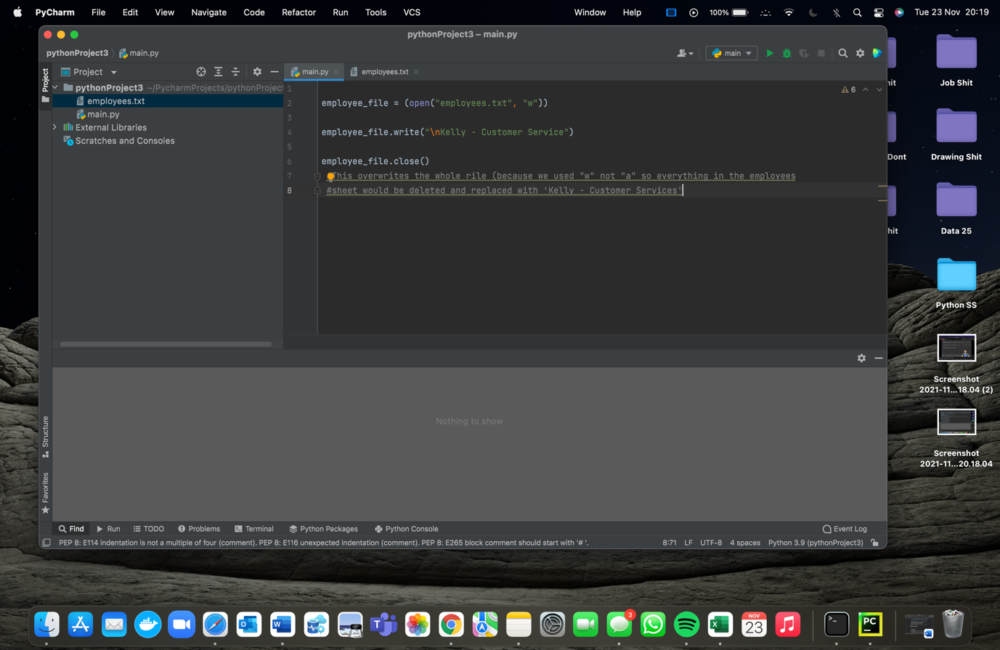 PyCharm File Edit View Navigate Code Refactor Run Tools VCS Window Help 100% Tue 23 Nov 20:19
pythonProject3 – main.py
pythonProject3 main.py main
Project main.py employees.txt
Project
pythonProject3 ~/PycharmProjects/pythonProject
employees.txt
main.py
External Libraries
Scratches and Consoles
6
1
2 employee_file = (open("employees.txt", "w"))
3
4 employee_file.write("\nKelly - Customer Service")
5
6 employee_file.close()
7 This overwrites the whole rile (because we used "w" not "a" so everything in the employees
8 #sheet would be deleted and replaced with 'Kelly - Customer Services'
Nothing to show
Structure
Favorites
Find Run TODO Problems Terminal Python Packages Python Console Event Log
PEP 8: E114 indentation is not a multiple of four (comment). PEP 8: E116 unexpected indentation (comment). PEP 8: E265 block comment should start with '# '. 8:71 LF UTF-8 4 spaces Python 3.9 (pythonProject3)
Job Shit
Dont
Drawing Shit
Data 25
Python SS
Screenshot
2021-11...18.04 (2)
Screenshot
2021-11...20.18.04
3
NOV
23
PC